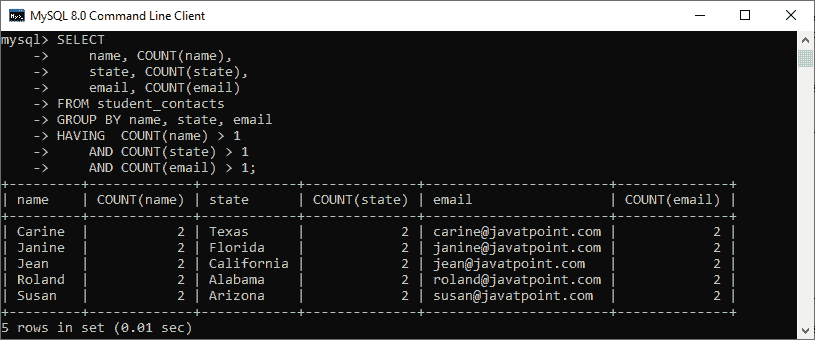 MySQL 8.0 Command Line Client
mysql> SELECT
    ->     name, COUNT(name),
    ->     state, COUNT(state),
    ->     email, COUNT(email)
    -> FROM student_contacts
    -> GROUP BY name, state, email
    -> HAVING  COUNT(name) > 1
    ->     AND COUNT(state) > 1
    ->     AND COUNT(email) > 1;
+---------+-------------+------------+--------------+-----------------------+--------------+
| name    | COUNT(name) | state      | COUNT(state) | email                 | COUNT(email) |
+---------+-------------+------------+--------------+-----------------------+--------------+
| Carine  |           2 | Texas      |            2 | carine@javatpoint.com |            2 |
| Janine  |           2 | Florida    |            2 | janine@javatpoint.com |            2 |
| Jean    |           2 | California |            2 | jean@javatpoint.com   |            2 |
| Roland  |           2 | Alabama    |            2 | roland@javatpoint.com |            2 |
| Susan   |           2 | Arizona    |            2 | susan@javatpoint.com  |            2 |
+---------+-------------+------------+--------------+-----------------------+--------------+
5 rows in set (0.01 sec)